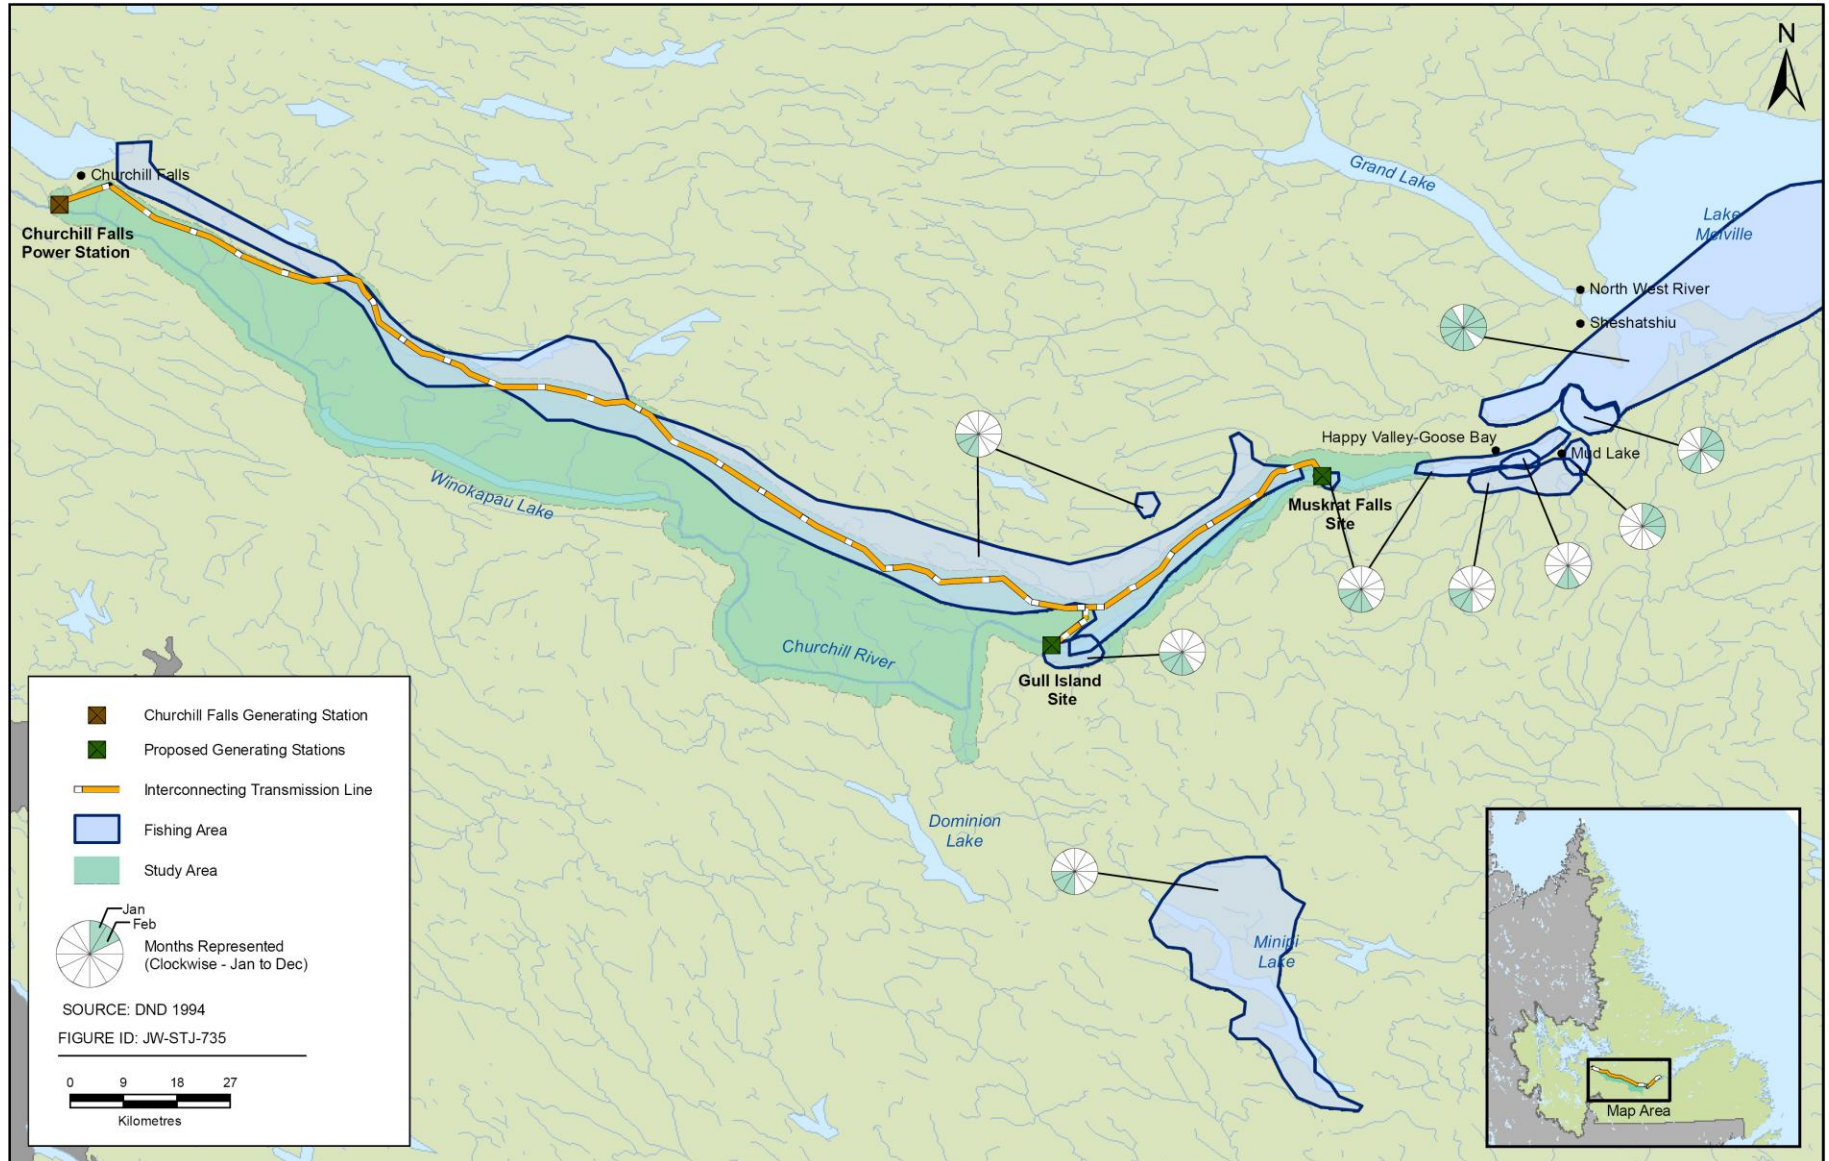 N
Churchill Falls
Churchill Falls
Power Station
Grand Lake
Lake
Melville
North West River
Sheshatshiu
Happy Valley-Goose Bay
Mud Lake
Muskrat Falls
Site
Winokapau Lake
Churchill River
Gull Island
Site
Dominion
Lake
Minipi
Lake
Churchill Falls Generating Station
Proposed Generating Stations
Interconnecting Transmission Line
Fishing Area
Study Area
Jan
Feb
Months Represented
(Clockwise - Jan to Dec)
SOURCE: DND 1994
FIGURE ID: JW-STJ-735
0 9 18 27
Kilometres
Map Area